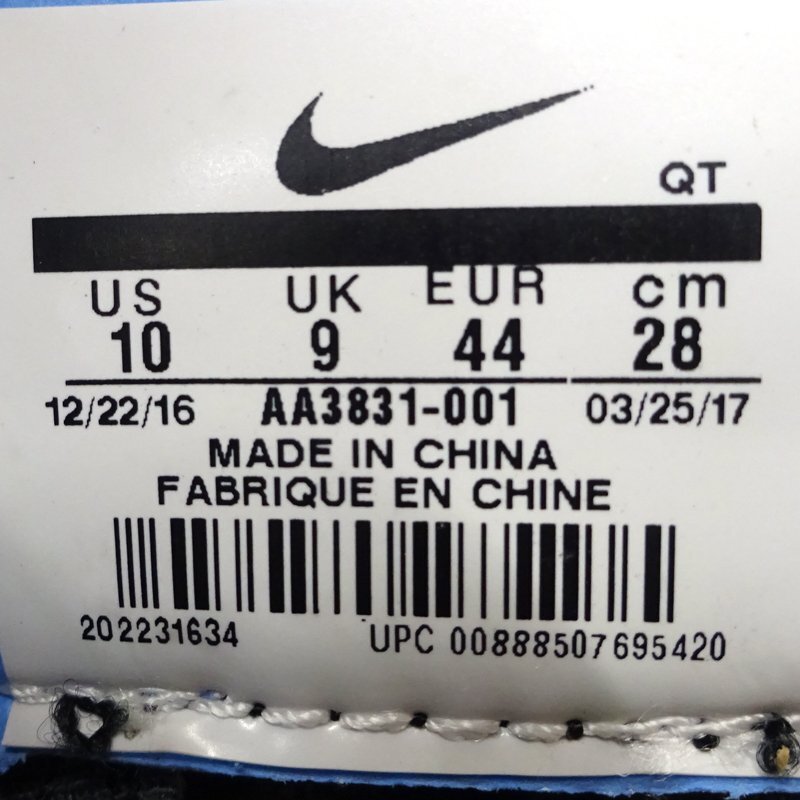 QT
US UK EUR cm
10 9 44 28
12/22/16 AA3831-001 03/25/17
MADE IN CHINA
FABRIQUE EN CHINE
202231634 UPC 00888507695420